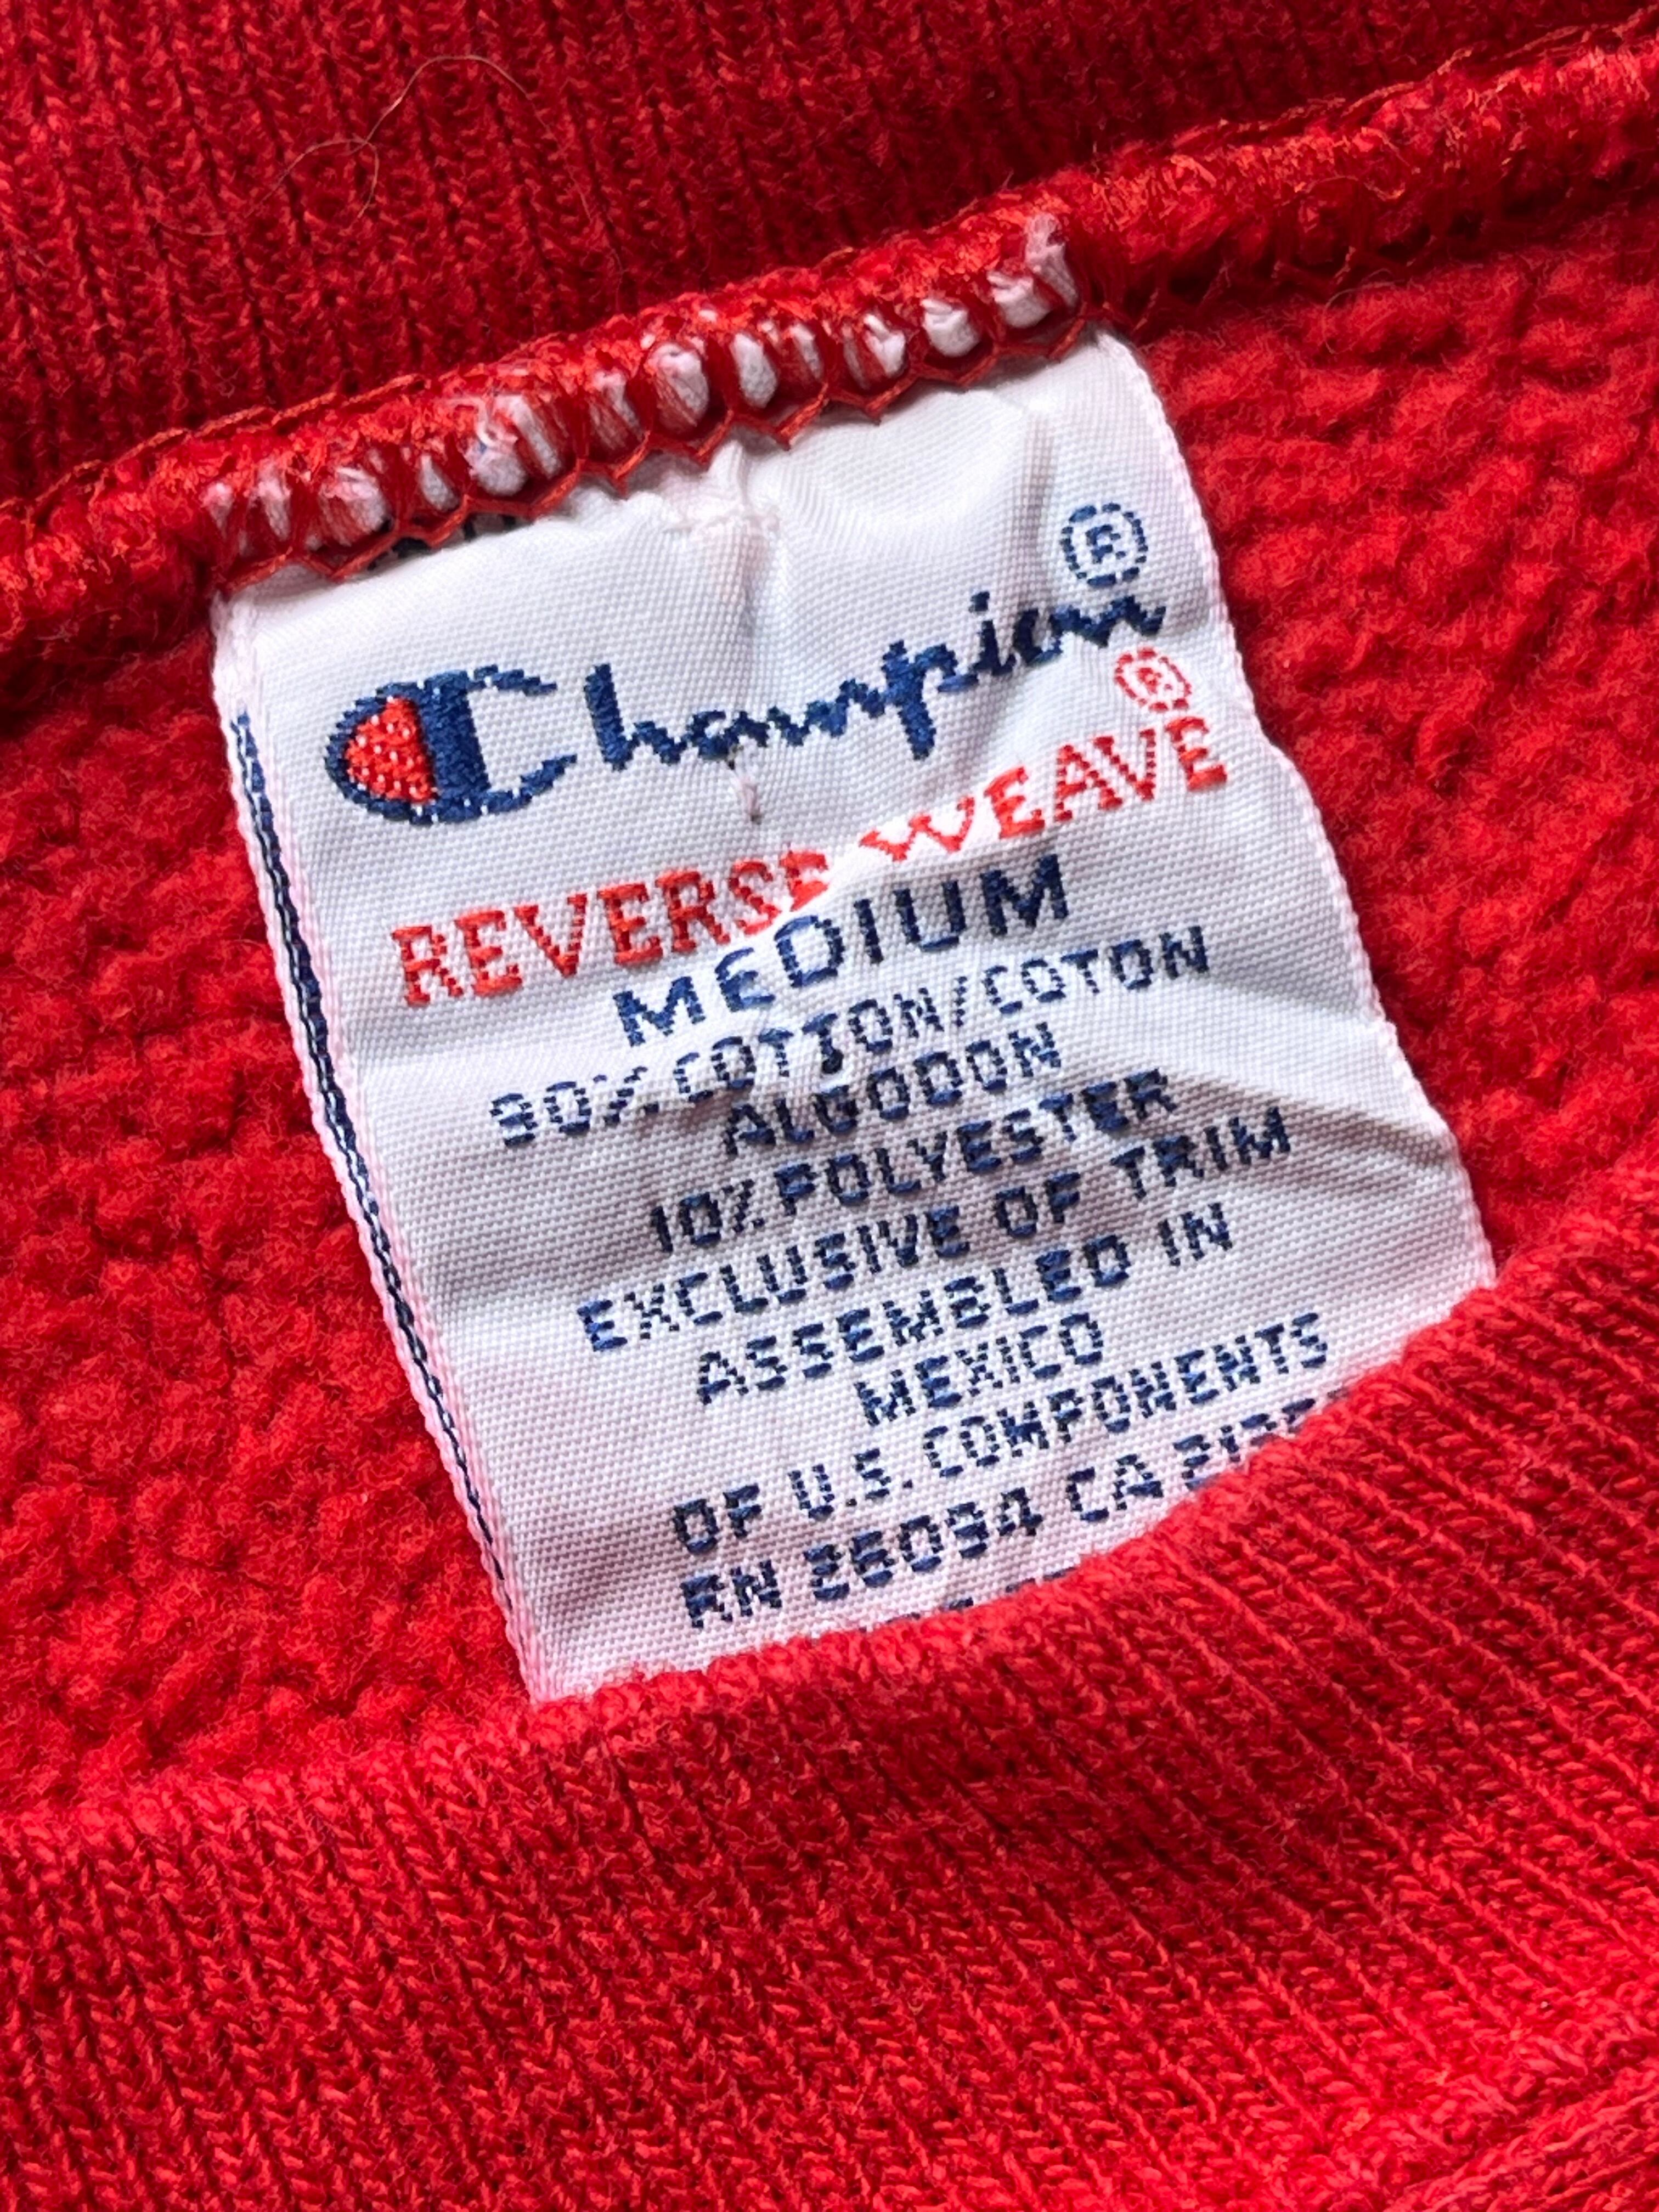 Champion®
REVERSE WEAVE®
MEDIUM
90% COTTON/COTON
ALGODON
10% POLYESTER
EXCLUSIVE OF TRIM
ASSEMBLED IN
MEXICO
OF U.S. COMPONENTS
RN 26094 CA